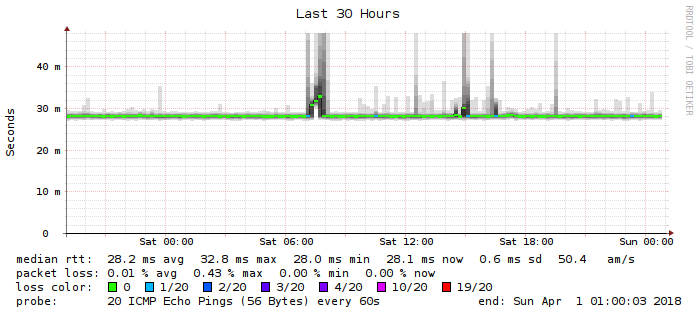 Last 30 Hours
RRDTOOL / TOBI OETIKER
Seconds
40 m
30 m
20 m
10 m
0
Sat 00:00 Sat 06:00 Sat 12:00 Sat 18:00 Sun 00:00
median rtt: 28.2 ms avg 32.8 ms max 28.0 ms min 28.1 ms now 0.6 ms sd 50.4 am/s
packet loss: 0.01 % avg 0.43 % max 0.00 % min 0.00 % now
loss color: 0 1/20 2/20 3/20 4/20 10/20 19/20
probe: 20 ICMP Echo Pings (56 Bytes) every 60s end: Sun Apr 1 01:00:03 2018